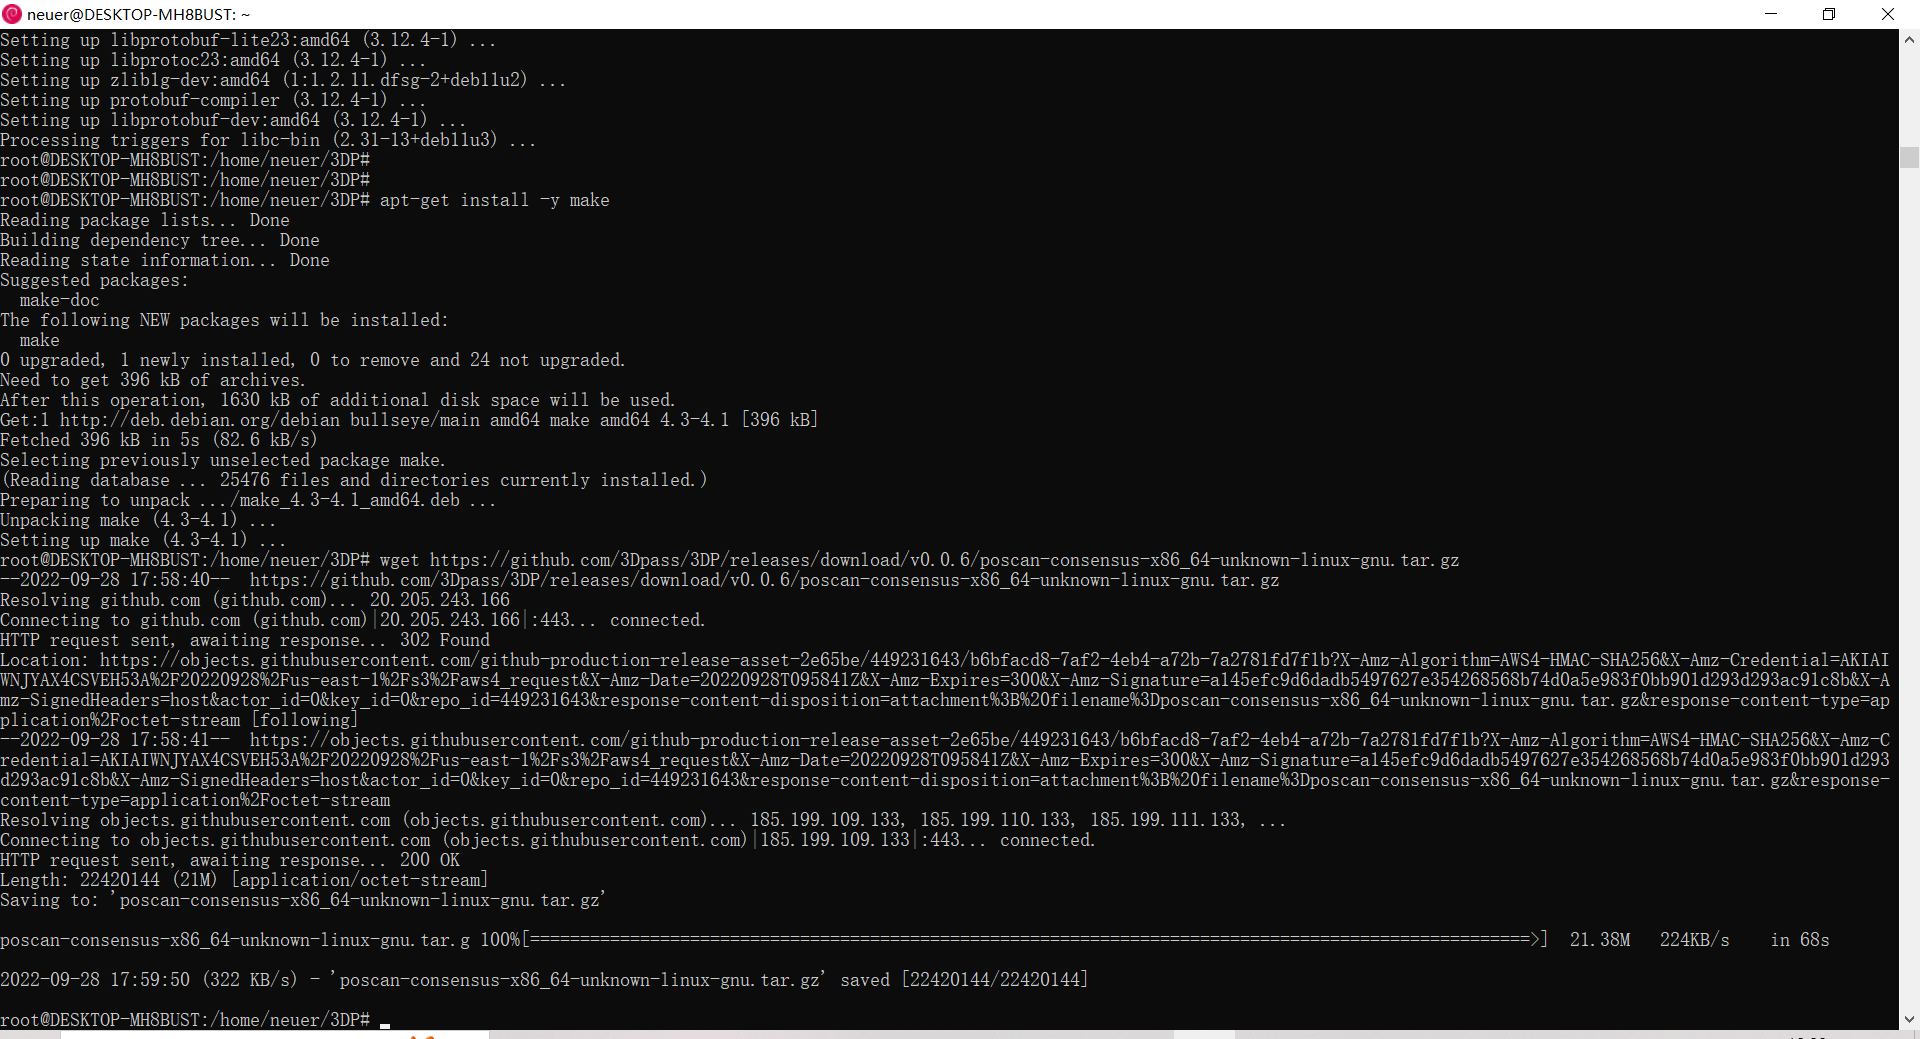 neuer@DESKTOP-MH8BUST: ~
Setting up libprotobuf-lite23:amd64 (3.12.4-1) ...
Setting up libprotoc23:amd64 (3.12.4-1) ...
Setting up zlib1g-dev:amd64 (1:1.2.11.dfsg-2+deb11u2) ...
Setting up protobuf-compiler (3.12.4-1) ...
Setting up libprotobuf-dev:amd64 (3.12.4-1) ...
Processing triggers for libc-bin (2.31-13+deb11u3) ...
root@DESKTOP-MH8BUST:/home/neuer/3DP#
root@DESKTOP-MH8BUST:/home/neuer/3DP#
root@DESKTOP-MH8BUST:/home/neuer/3DP# apt-get install -y make
Reading package lists... Done
Building dependency tree... Done
Reading state information... Done
Suggested packages:
  make-doc
The following NEW packages will be installed:
  make
0 upgraded, 1 newly installed, 0 to remove and 24 not upgraded.
Need to get 396 kB of archives.
After this operation, 1630 kB of additional disk space will be used.
Get:1 http://deb.debian.org/debian bullseye/main amd64 make amd64 4.3-4.1 [396 kB]
Fetched 396 kB in 5s (82.6 kB/s)
Selecting previously unselected package make.
(Reading database ... 25476 files and directories currently installed.)
Preparing to unpack .../make_4.3-4.1_amd64.deb ...
Unpacking make (4.3-4.1) ...
Setting up make (4.3-4.1) ...
root@DESKTOP-MH8BUST:/home/neuer/3DP# wget https://github.com/3Dpass/3DP/releases/download/v0.0.6/poscan-consensus-x86_64-unknown-linux-gnu.tar.gz
--2022-09-28 17:58:40--  https://github.com/3Dpass/3DP/releases/download/v0.0.6/poscan-consensus-x86_64-unknown-linux-gnu.tar.gz
Resolving github.com (github.com)... 20.205.243.166
Connecting to github.com (github.com)|20.205.243.166|:443... connected.
HTTP request sent, awaiting response... 302 Found
Location: https://objects.githubusercontent.com/github-production-release-asset-2e65be/449231643/b6bfacd8-7af2-4eb4-a72b-7a2781fd7f1b?X-Amz-Algorithm=AWS4-HMAC-SHA256&X-Amz-Credential=AKIAI
WNJYAX4CSVEH53A%2F20220928%2Fus-east-1%2Fs3%2Faws4_request&X-Amz-Date=20220928T095841Z&X-Amz-Expires=300&X-Amz-Signature=a145efc9d6dadb5497627e354268568b74d0a5e983f0bb901d293d293ac91c8b&X-A
mz-SignedHeaders=host&actor_id=0&key_id=0&repo_id=449231643&response-content-disposition=attachment%3B%20filename%3Dposcan-consensus-x86_64-unknown-linux-gnu.tar.gz&response-content-type=ap
plication%2Foctet-stream [following]
--2022-09-28 17:58:41--  https://objects.githubusercontent.com/github-production-release-asset-2e65be/449231643/b6bfacd8-7af2-4eb4-a72b-7a2781fd7f1b?X-Amz-Algorithm=AWS4-HMAC-SHA256&X-Amz-C
redential=AKIAIWNJYAX4CSVEH53A%2F20220928%2Fus-east-1%2Fs3%2Faws4_request&X-Amz-Date=20220928T095841Z&X-Amz-Expires=300&X-Amz-Signature=a145efc9d6dadb5497627e354268568b74d0a5e983f0bb901d293
d293ac91c8b&X-Amz-SignedHeaders=host&actor_id=0&key_id=0&repo_id=449231643&response-content-disposition=attachment%3B%20filename%3Dposcan-consensus-x86_64-unknown-linux-gnu.tar.gz&response-
content-type=application%2Foctet-stream
Resolving objects.githubusercontent.com (objects.githubusercontent.com)... 185.199.109.133, 185.199.110.133, 185.199.111.133, ...
Connecting to objects.githubusercontent.com (objects.githubusercontent.com)|185.199.109.133|:443... connected.
HTTP request sent, awaiting response... 200 OK
Length: 22420144 (21M) [application/octet-stream]
Saving to: 'poscan-consensus-x86_64-unknown-linux-gnu.tar.gz'
poscan-consensus-x86_64-unknown-linux-gnu.tar.g 100%[====================================================================================================>]  21.38M   224KB/s    in 68s
2022-09-28 17:59:50 (322 KB/s) - 'poscan-consensus-x86_64-unknown-linux-gnu.tar.gz' saved [22420144/22420144]
root@DESKTOP-MH8BUST:/home/neuer/3DP#